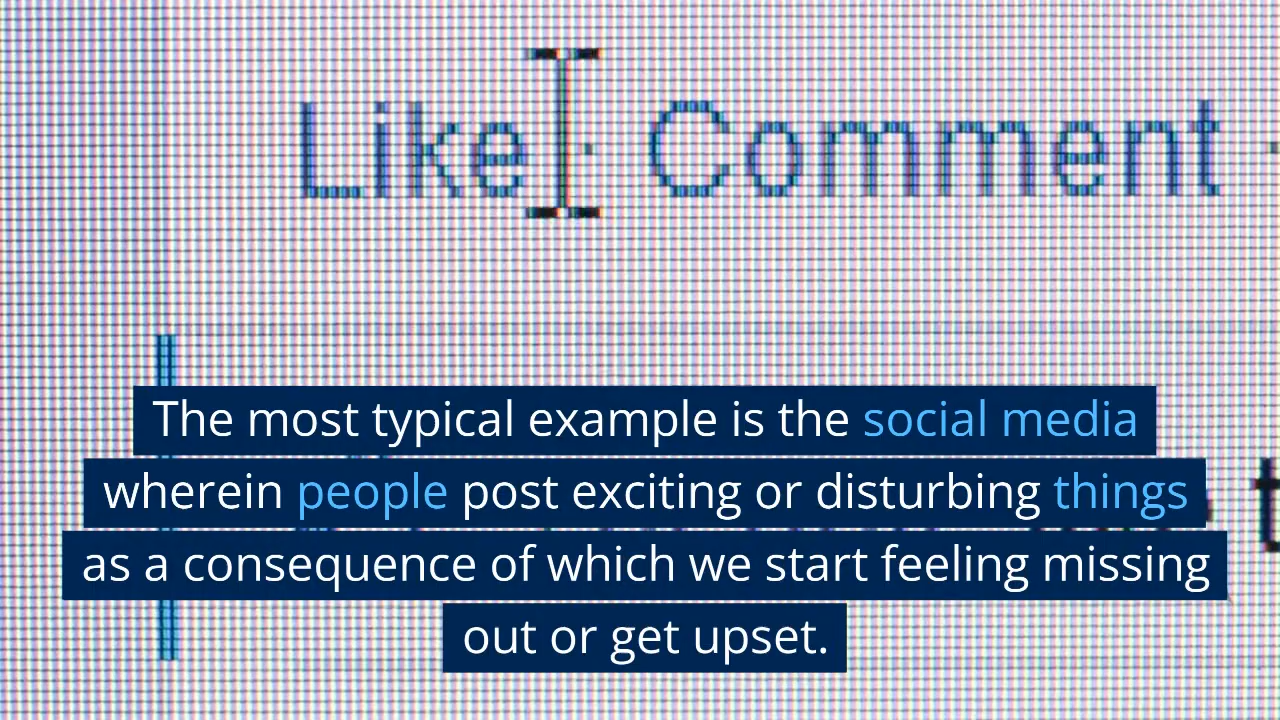 Like · Comment ·
The most typical example is the social media
wherein people post exciting or disturbing things
as a consequence of which we start feeling missing
out or get upset.